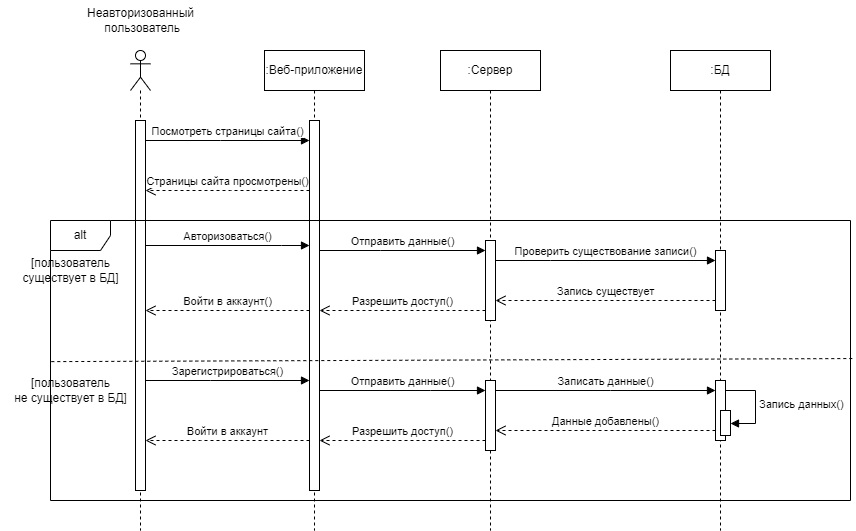 Неавторизованный
пользователь
:Веб-приложение
:Сервер
:БД
Посмотреть страницы сайта()
Страницы сайта просмотрены()
alt
[пользователь
существует в БД]
Авторизоваться()
Отправить данные()
Проверить существование записи()
Запись существует
Разрешить доступ()
Войти в аккаунт()
[пользователь
не существует в БД]
Зарегистрироваться()
Отправить данные()
Записать данные()
Запись данных()
Данные добавлены()
Разрешить доступ()
Войти в аккаунт